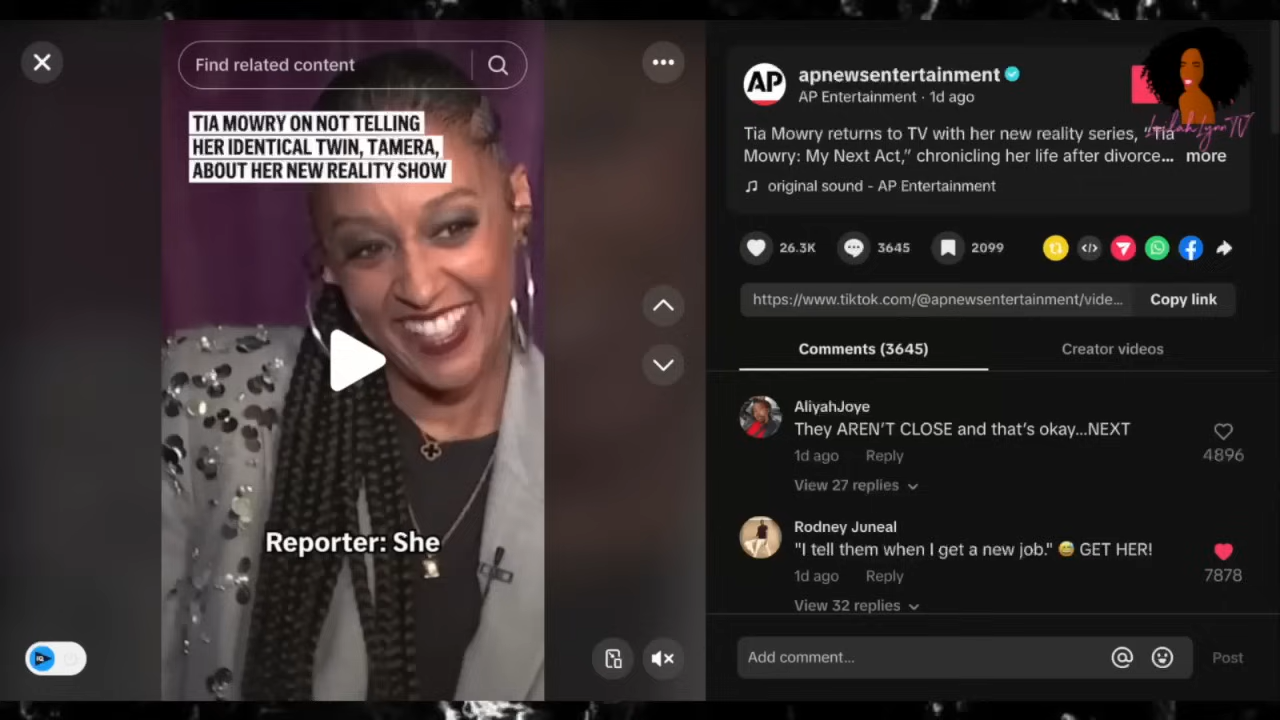 Find related content
TIA MOWRY ON NOT TELLING
HER IDENTICAL TWIN, TAMERA,
ABOUT HER NEW REALITY SHOW
Reporter: She
AP
apnewsentertainment
AP Entertainment · 1d ago
LeilahLynnTV
Tia Mowry returns to TV with her new reality series, “Tia
Mowry: My Next Act,” chronicling her life after divorce... more
original sound - AP Entertainment
26.3K 3645 2099
https://www.tiktok.com/@apnewsentertainment/vide... Copy link
Comments (3645) Creator videos
AliyahJoye
They AREN’T CLOSE and that’s okay...NEXT
1d ago Reply 4896
View 27 replies
Rodney Juneal
"I tell them when I get a new job." 😅 GET HER!
1d ago Reply 7878
View 32 replies
Add comment... Post